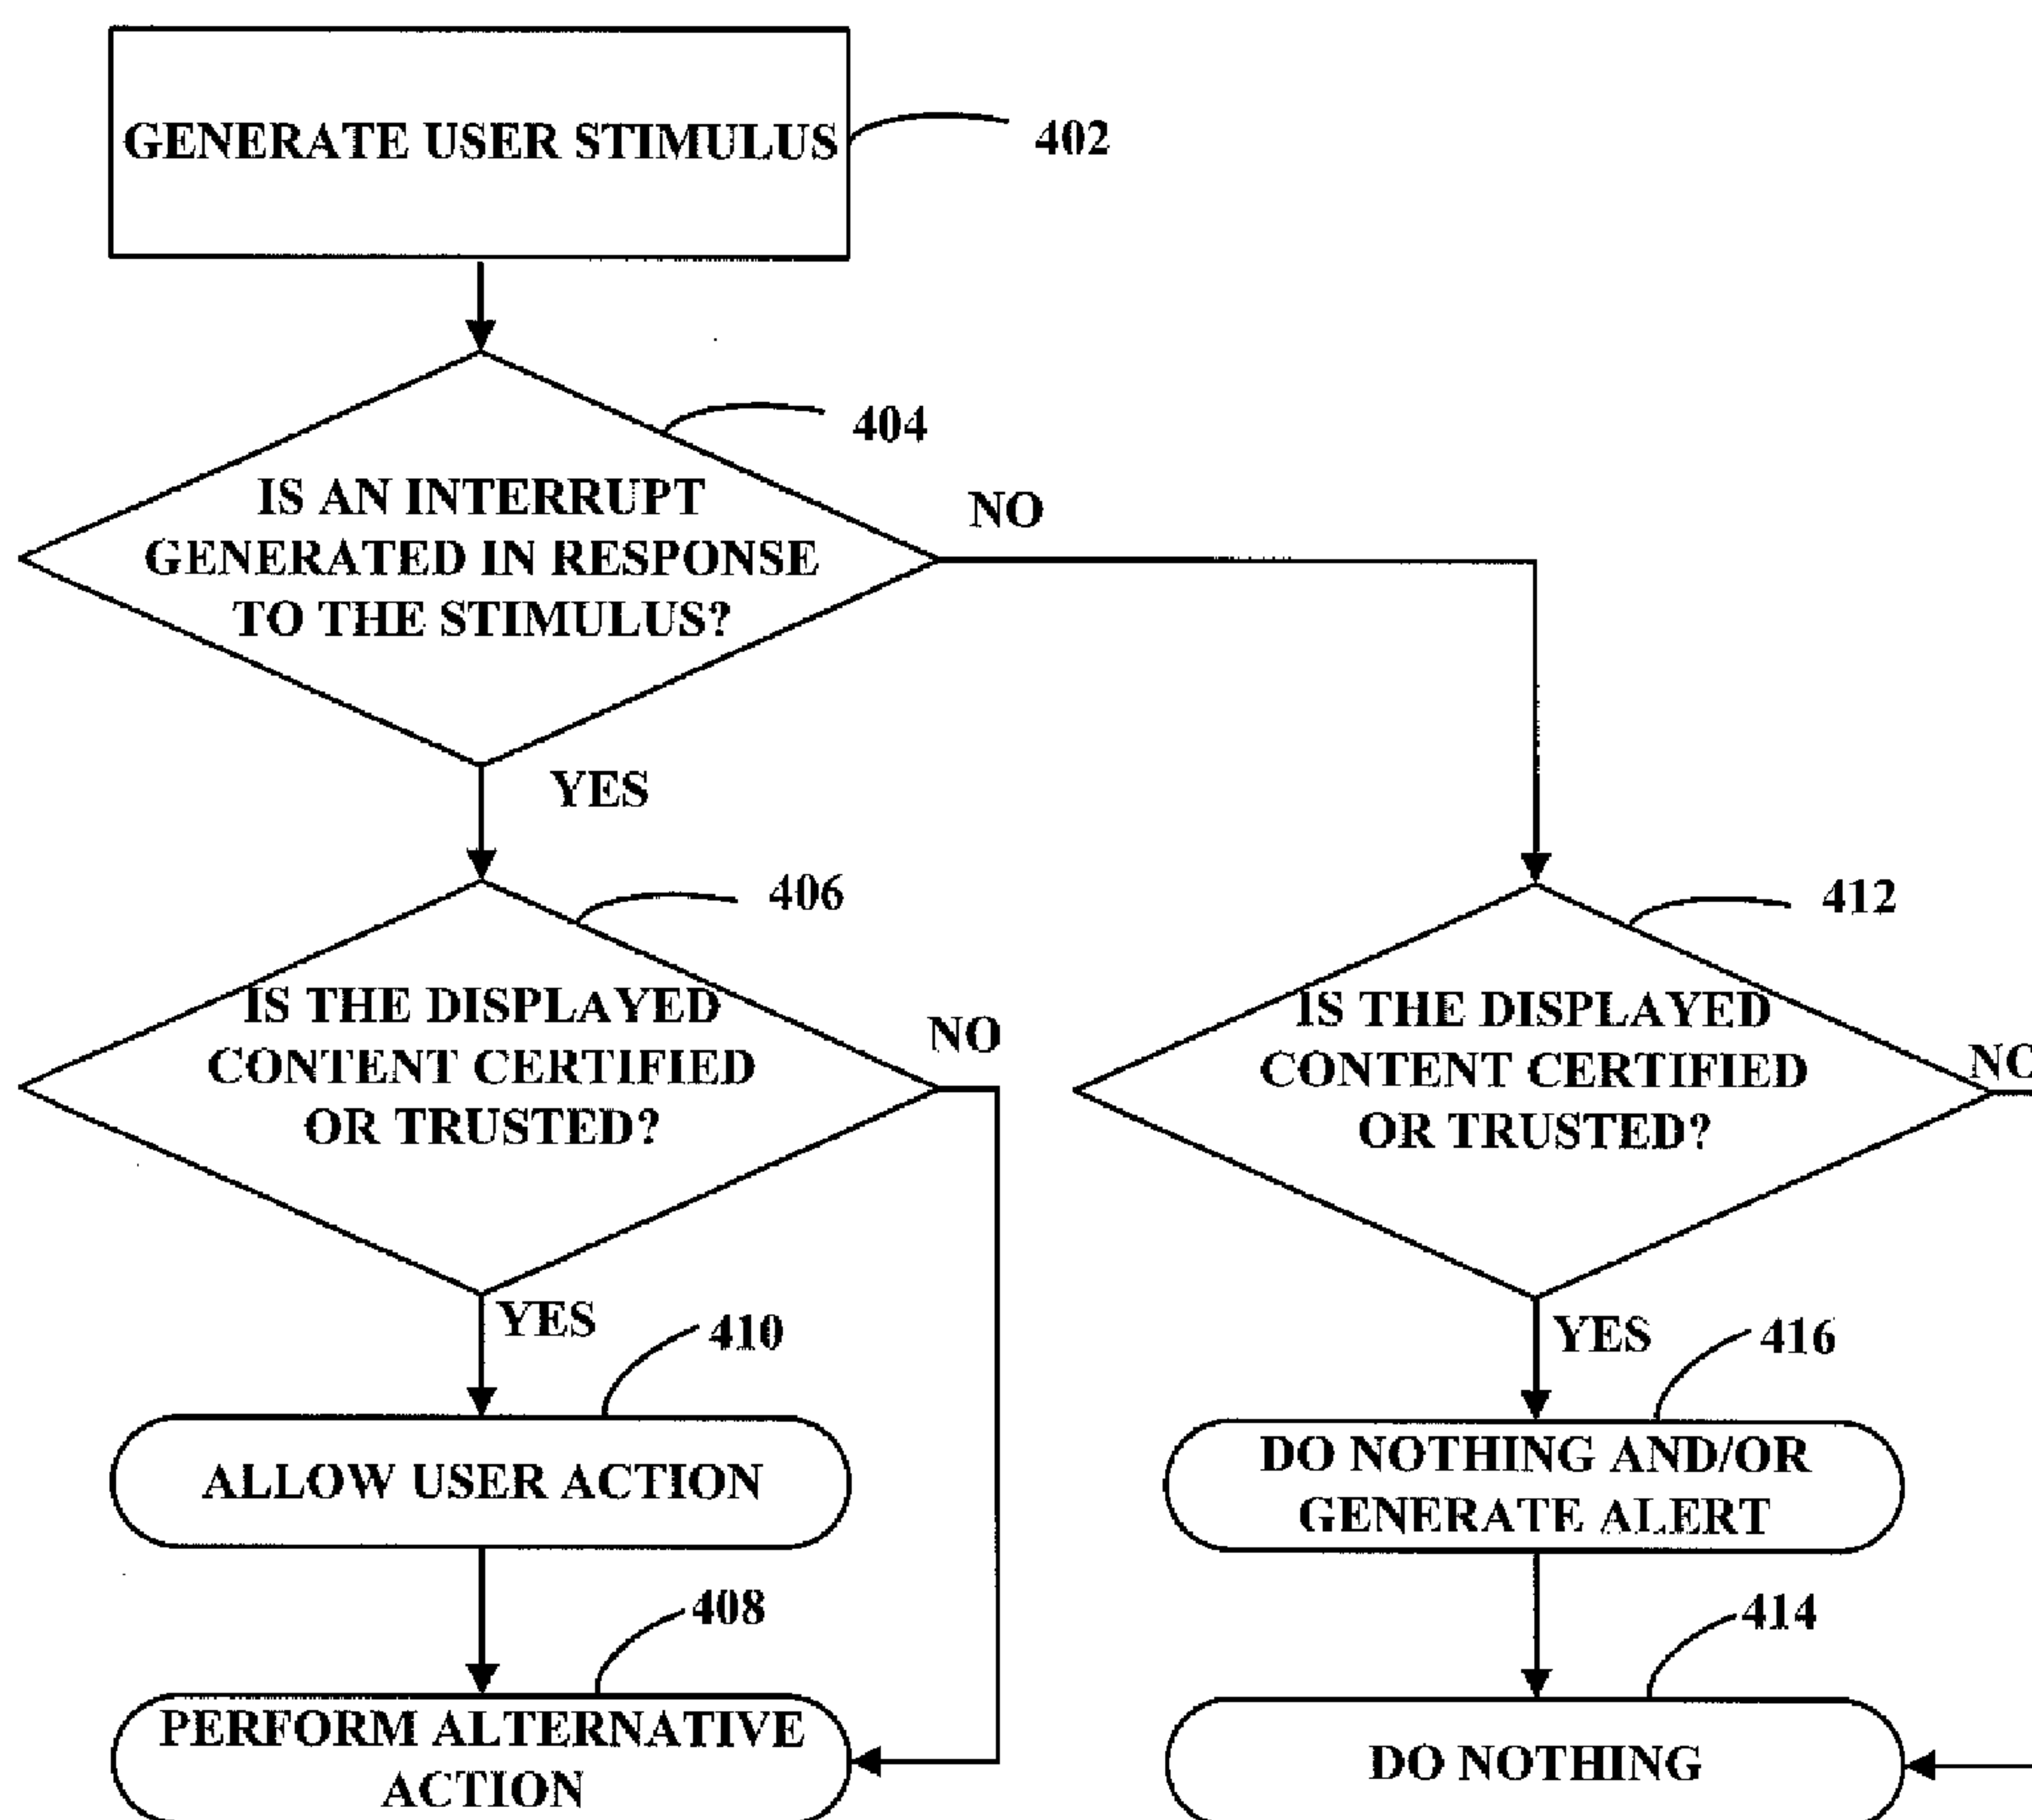 GENERATE USER STIMULUS
402
404
IS AN INTERRUPT
GENERATED IN RESPONSE
TO THE STIMULUS?
NO
YES
406
IS THE DISPLAYED
CONTENT CERTIFIED
OR TRUSTED?
NO
YES
412
IS THE DISPLAYED
CONTENT CERTIFIED
OR TRUSTED?
NO
YES
410
ALLOW USER ACTION
416
DO NOTHING AND/OR
GENERATE ALERT
408
PERFORM ALTERNATIVE
ACTION
414
DO NOTHING